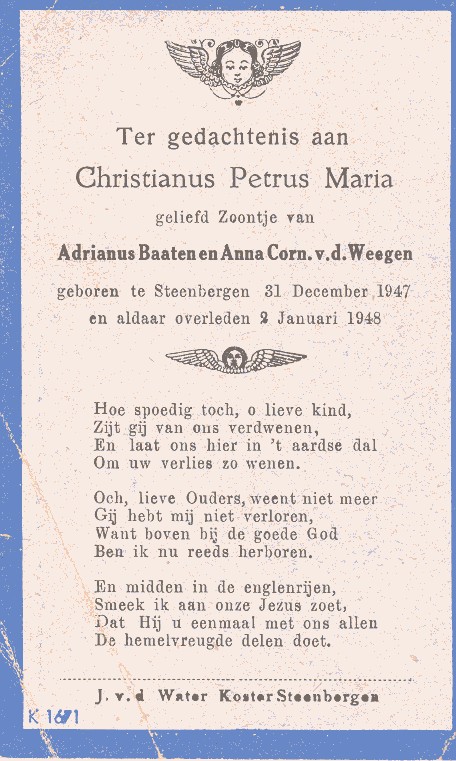 Ter gedachtenis aan
Christianus Petrus Maria
geliefd Zoontje van
Adrianus Baaten en Anna Corn. v. d. Weegen
geboren te Steenbergen 31 December 1947
en aldaar overleden 2 Januari 1948
Hoe spoedig toch, o lieve kind,
Zijt gij van ons verdwenen,
En laat ons hier in 't aardse dal
Om uw verlies zo wenen.
Och, lieve Ouders, weent niet meer
Gij hebt mij niet verloren,
Want boven bij de goede God
Ben ik nu reeds herboren.
En midden in de englenrijen,
Smeek ik aan onze Jezus zoet,
Dat Hij u eenmaal met ons allen
De hemelvreugde delen doet.
J. v. d Water Koster Steenbergen
K 1671